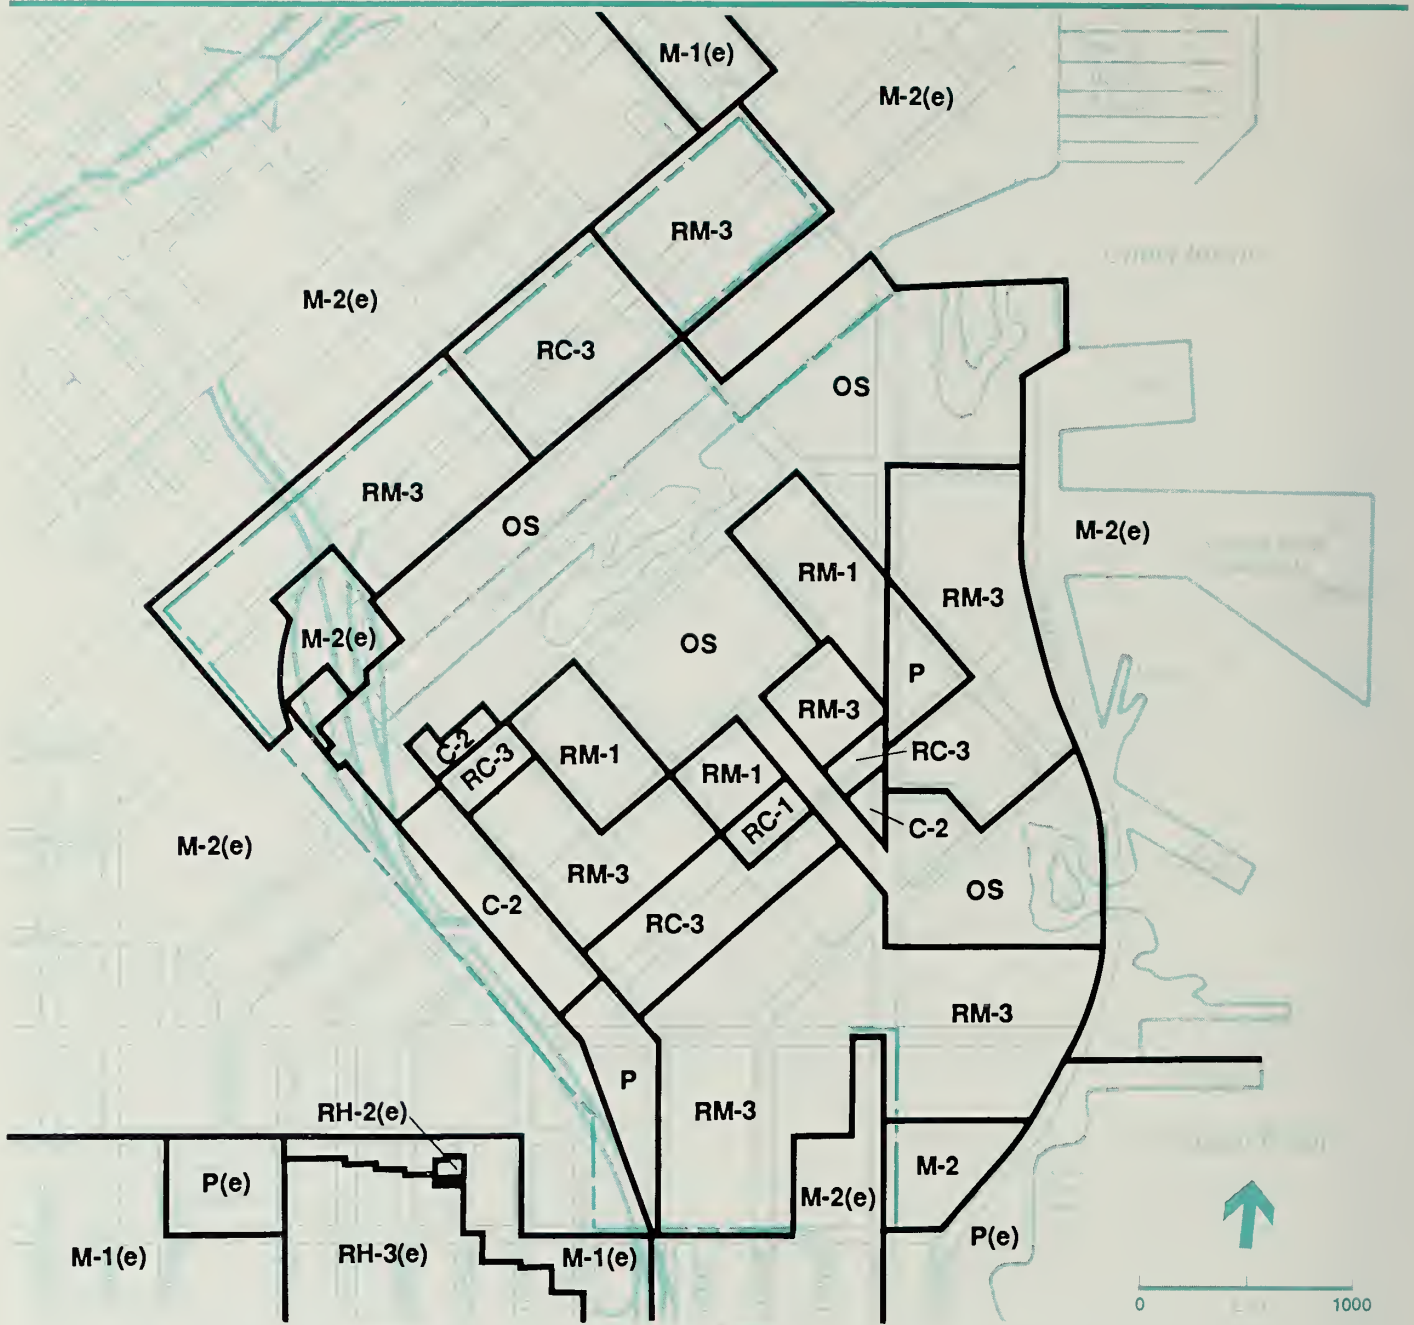 M-1(e)
M-2(e)
RM-3
M-2(e)
RC-3
OS
RM-3
OS
M-2(e)
RM-1
RM-3
M-2(e)
OS
P
RM-3
C-2
RC-3
RM-1
RM-1
RC-3
RC-1
C-2
M-2(e)
RM-3
OS
C-2
RC-3
RM-3
P
RM-3
RH-2(e)
P(e)
M-2
M-2(e)
P(e)
M-1(e)
RH-3(e)
M-1(e)
0
1000